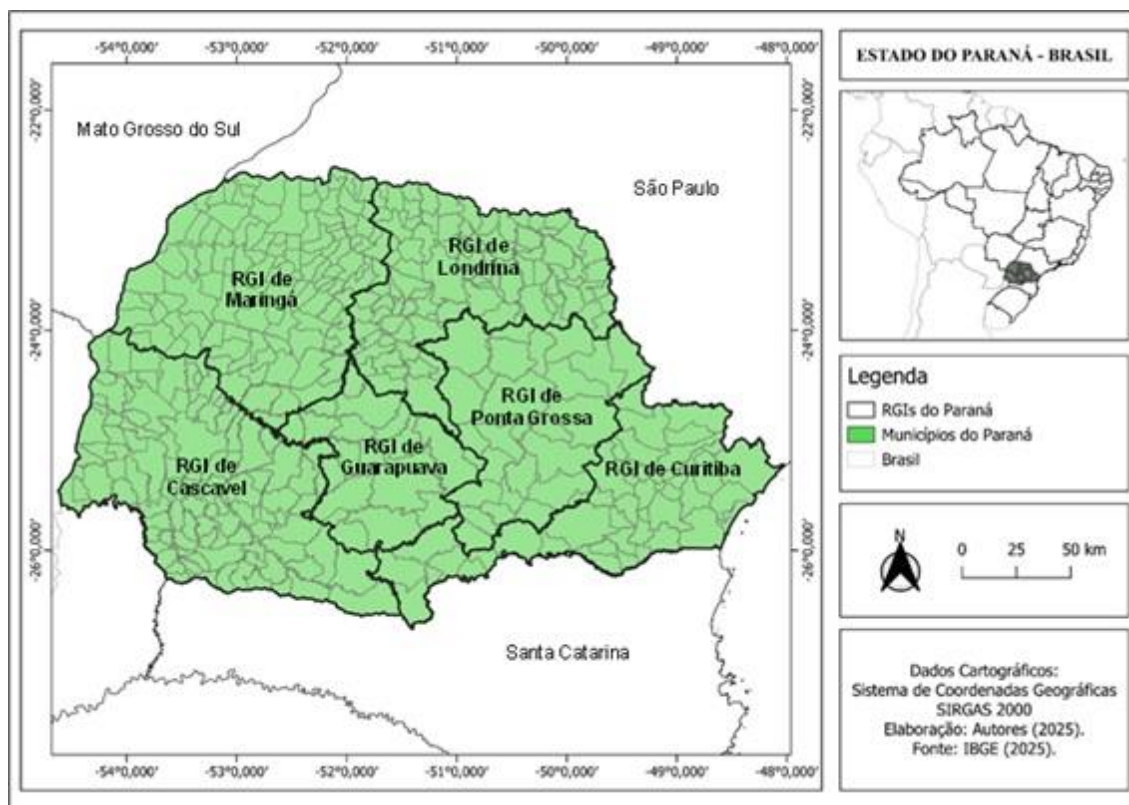 -54°0,000' -53°0,000' -52°0,000' -51°0,000' -50°0,000' -49°0,000' -48°0,000'
-22°0,000'
-22°0,000'
-24°0,000'
-24°0,000'
-26°0,000'
-26°0,000'
Mato Grosso do Sul
São Paulo
RGI de
Londrina
RGI de
Maringá
RGI de
Ponta Grossa
RGI de
Guarapuava
RGI de
Cascavel
RGI de Curitiba
Santa Catarina
-54°0,000' -53°0,000' -52°0,000' -51°0,000' -50°0,000' -49°0,000' -48°0,000'
ESTADO DO PARANÁ - BRASIL
Legenda
RGIs do Paraná
Municípios do Paraná
Brasil
N
0 25 50 km
Dados Cartográficos:
Sistema de Coordenadas Geográficas
SIRGAS 2000
Elaboração: Autores (2025).
Fonte: IBGE (2025).